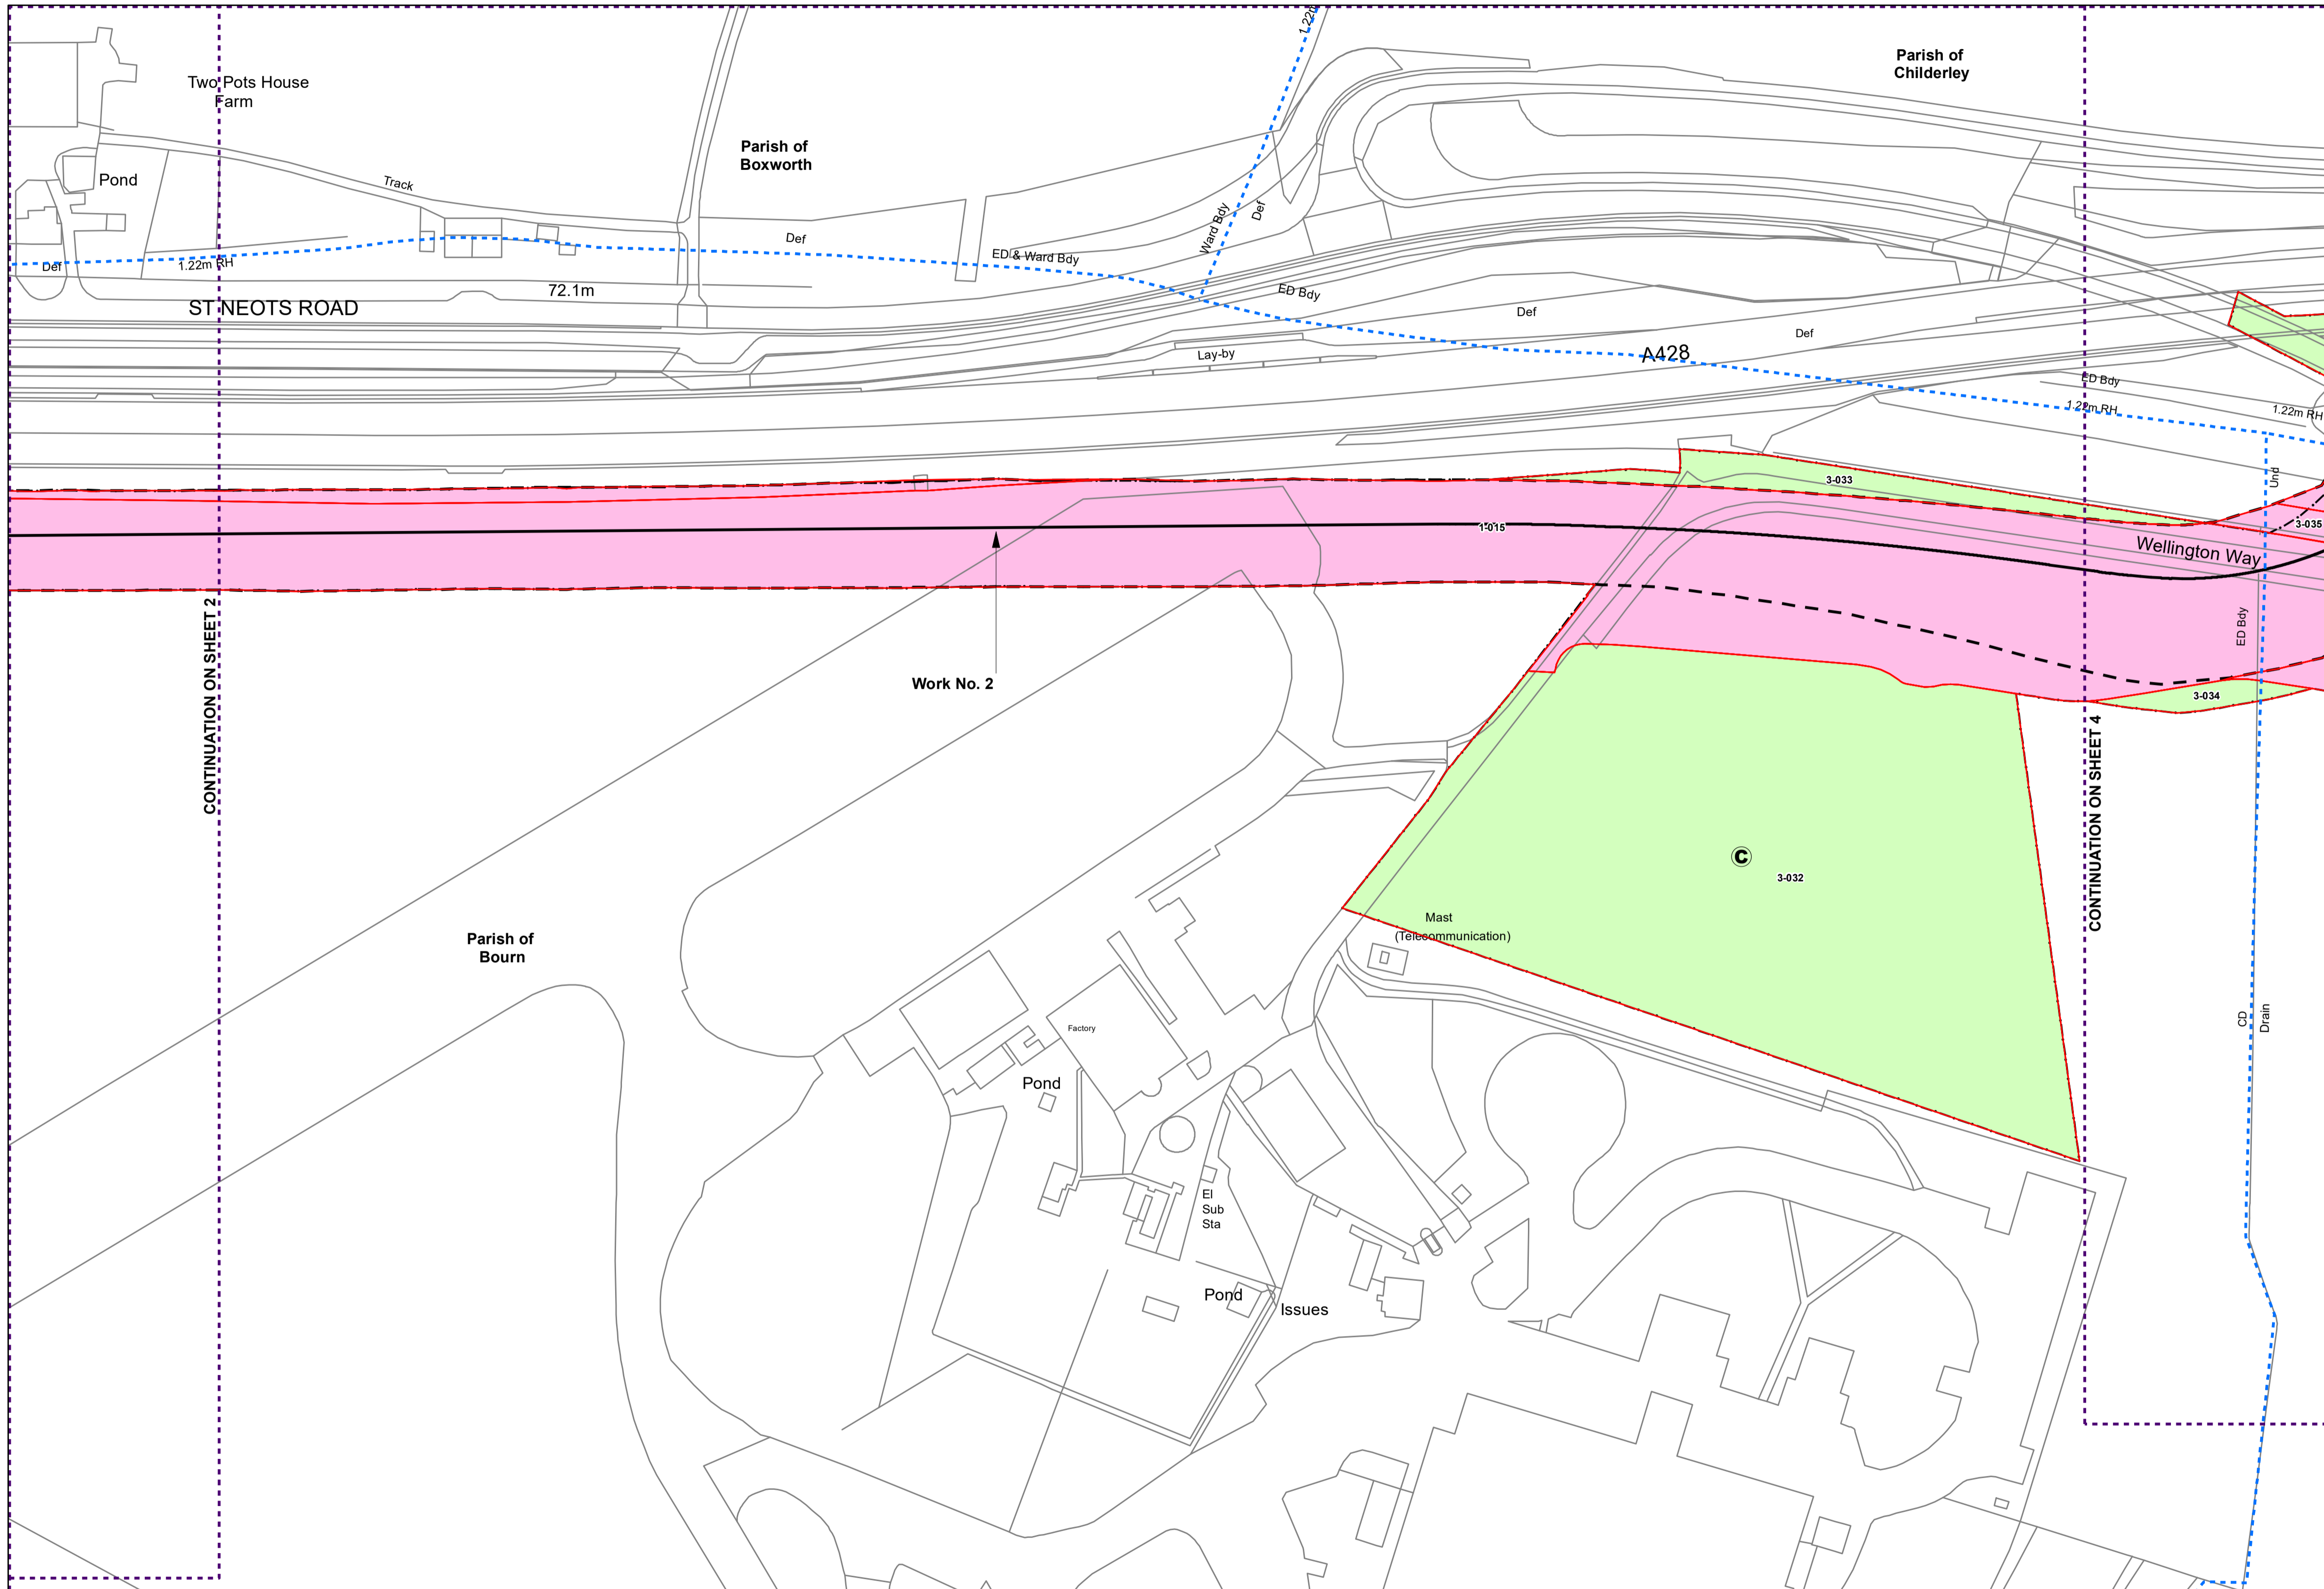 1.22m
Parish of
Childerley
Two Pots House
Farm
Parish of
Boxworth
Pond
Track
Def
Ward Bdy
Def
ED & Ward Bdy
Def
1.22m RH
72.1m
ST NEOTS ROAD
ED Bdy
Def
Def
Lay-by
A428
ED Bdy
1.22m RH
1.22m RH
Und
3-033
1-015
3-035
Wellington Way
ED Bdy
Work No. 2
3-034
CONTINUATION ON SHEET 2
CONTINUATION ON SHEET 4
C
3-032
Mast
(Telecommunication)
Parish of
Bourn
Factory
CD
Drain
Pond
El
Sub
Sta
Pond
Issues